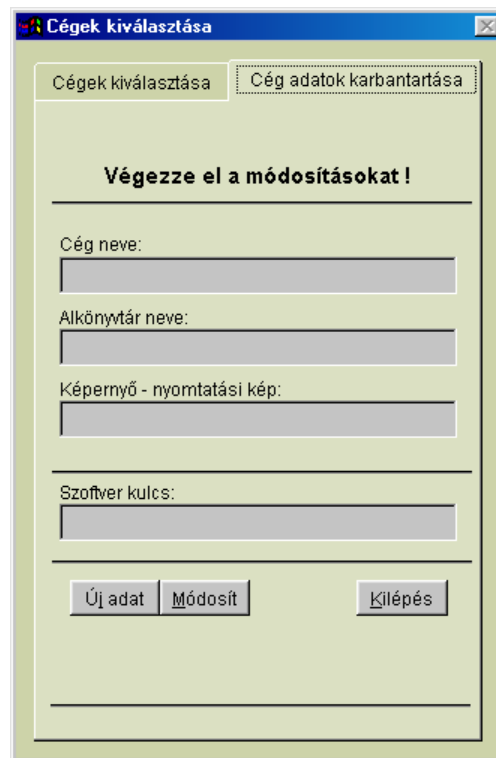 Cégek kiválasztása
Cégek kiválasztása Cég adatok karbantartása
Végezze el a módosításokat !
Cég neve:
Alkönyvtár neve:
Képernyő - nyomtatási kép:
Szoftver kulcs:
Új adat Módosít Kilépés